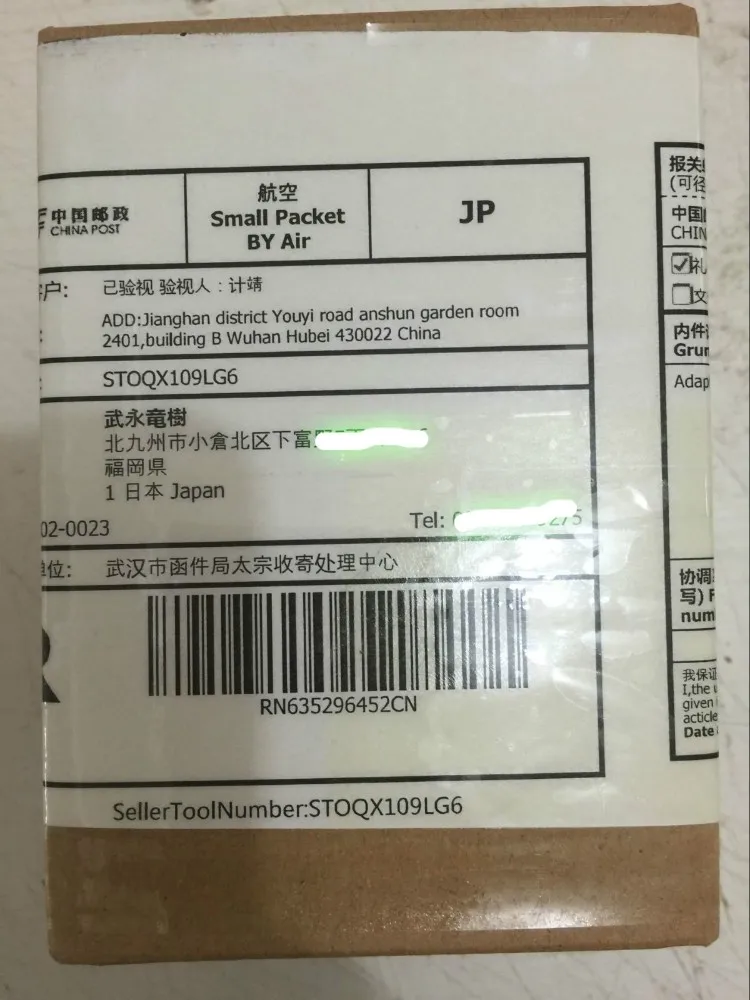 中国邮政
CHINA POST
航空
Small Packet
BY Air
JP
户:
已验视 验视人：计靖
ADD:Jianghan district Youyi road anshun garden room
2401,building B Wuhan Hubei 430022 China
STOQX109LG6
武永竜樹
北九州市小倉北区下富
福岡県
1 日本 Japan
02-0023
Tel:
单位:
武汉市函件局太宗收寄处理中心
R
RN635296452CN
SellerToolNumber:STOQX109LG6
报关
(可径
中国
CHIN
礼
文
内件
Grun
Adap
协调
写) F
num
我保证
I,the u
given
acticle
Date